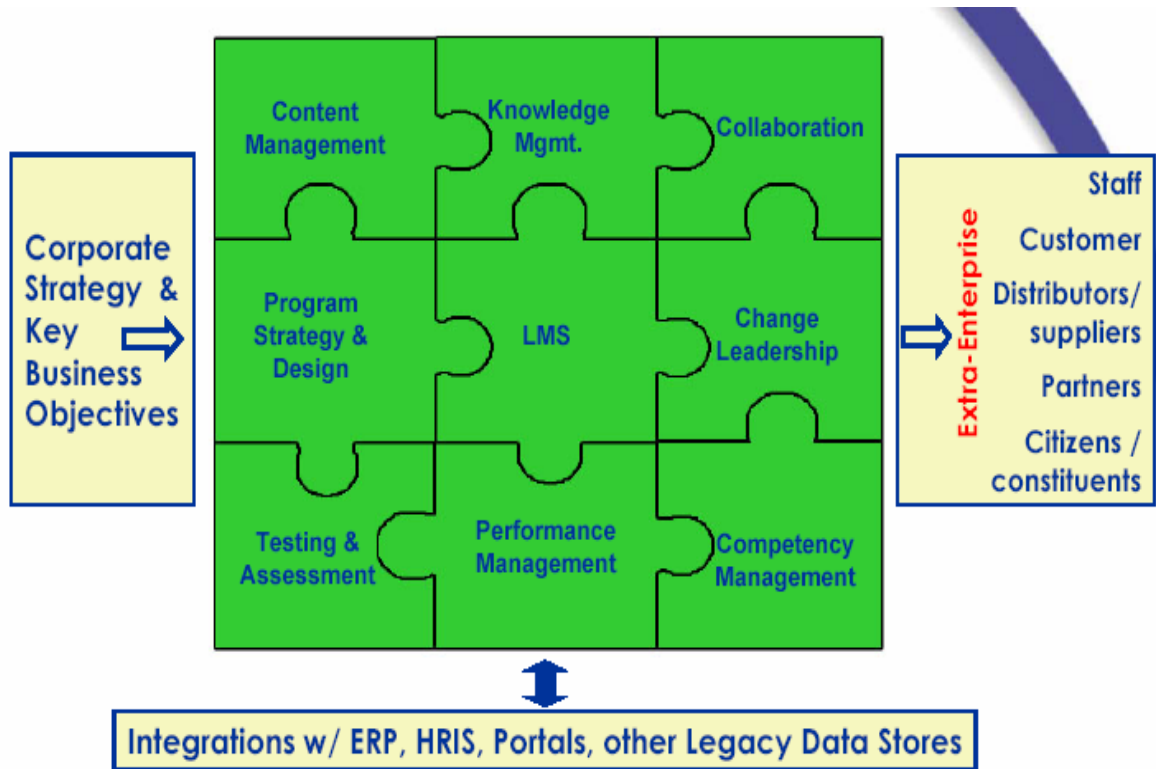 Content
Management
Knowledge
Mgmt.
Collaboration
Corporate
Strategy &
Key
Business
Objectives
Program
Strategy &
Design
LMS
Change
Leadership
Extra-Enterprise
Staff
Customer
Distributors/
suppliers
Partners
Citizens /
constituents
Testing &
Assessment
Performance
Management
Competency
Management
Integrations w/ ERP, HRIS, Portals, other Legacy Data Stores